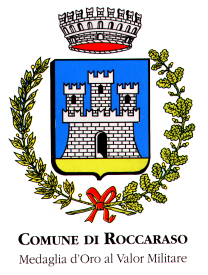 COMUNE DI ROCCARASO
Medaglia d'Oro al Valor Militare